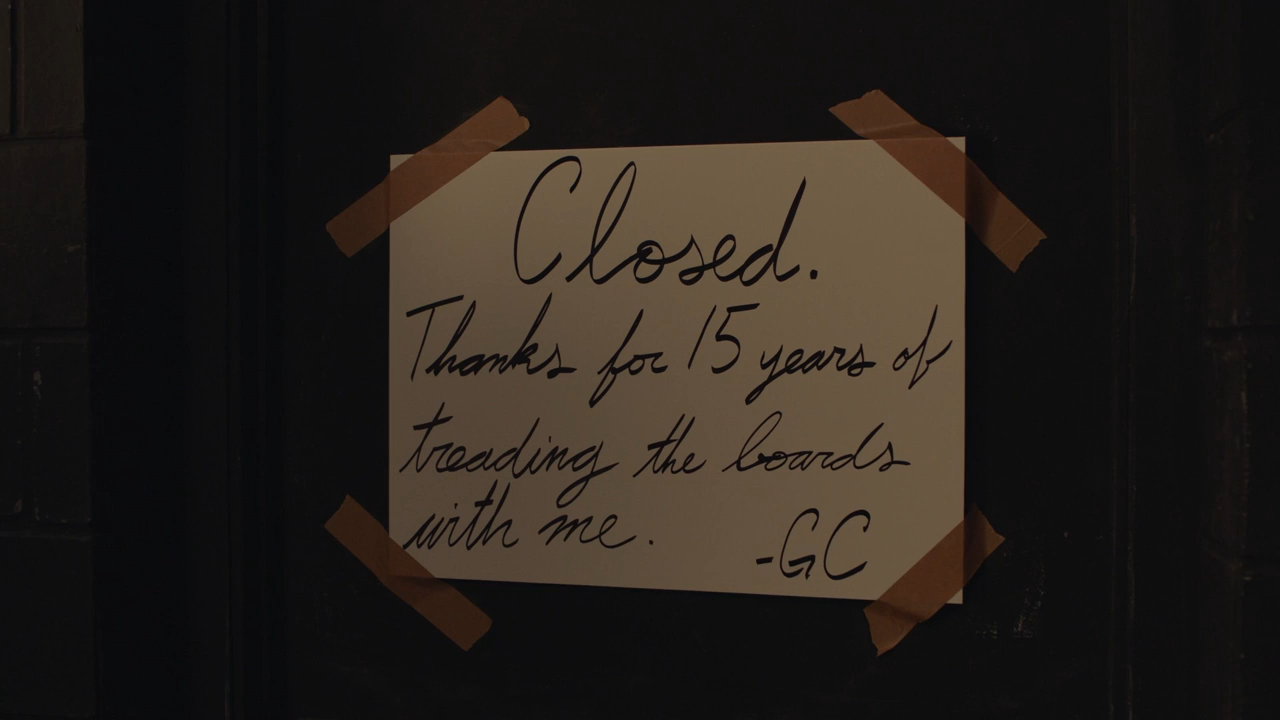 Closed.
Thanks for 15 years of
treading the boards
with me.
-GC